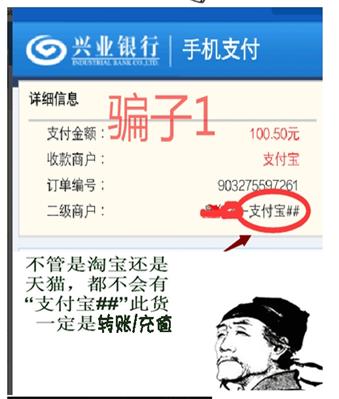 兴业银行 手机支付
INDUSTRIAL BANK CO.,LTD.
详细信息
骗子1
支付金额： 100.50元
收款商户： 支付宝
订单编号： 903275597261
二级商户： -支付宝##
不管是淘宝还是
天猫，都不会有
“支付宝##”此货
一定是转账/充值